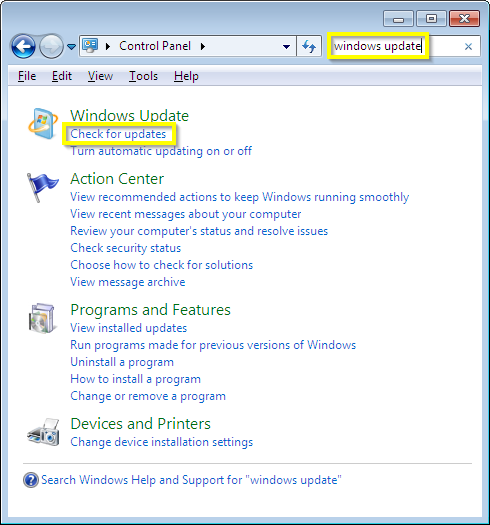 Control Panel
windows update
File Edit View Tools Help
Windows Update
Check for updates
Turn automatic updating on or off
Action Center
View recommended actions to keep Windows running smoothly
View recent messages about your computer
Review your computer's status and resolve issues
Check security status
Choose how to check for solutions
View message archive
Programs and Features
View installed updates
Run programs made for previous versions of Windows
Uninstall a program
How to install a program
Change or remove a program
Devices and Printers
Change device installation settings
Search Windows Help and Support for "windows update"